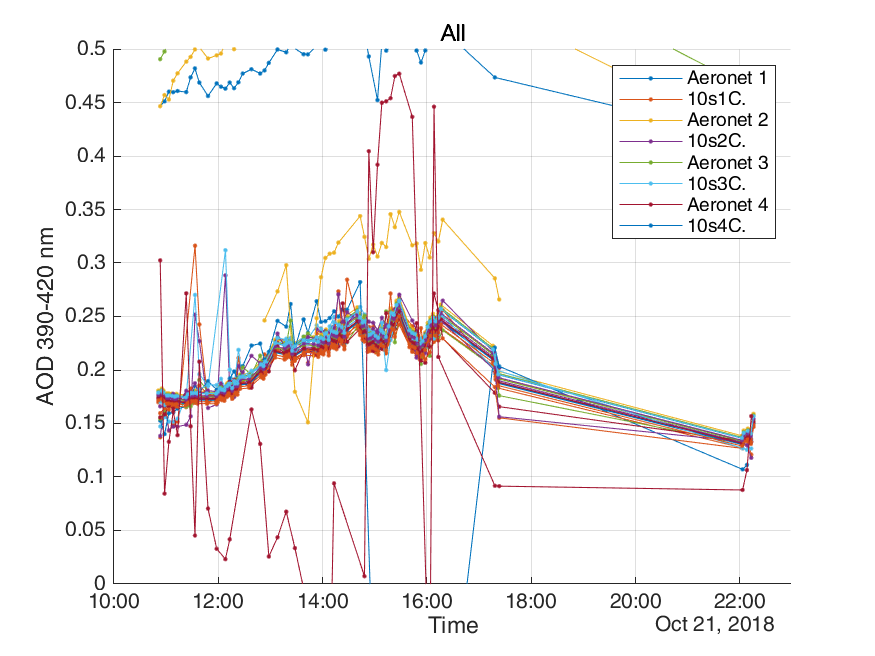 All
0.5
0.45
0.4
0.35
0.3
0.25
0.2
0.15
0.1
0.05
0
AOD 390-420 nm
Aeronet 1
10s1C.
Aeronet 2
10s2C.
Aeronet 3
10s3C.
Aeronet 4
10s4C.
10:00 12:00 14:00 16:00 18:00 20:00 22:00
Time
Oct 21, 2018